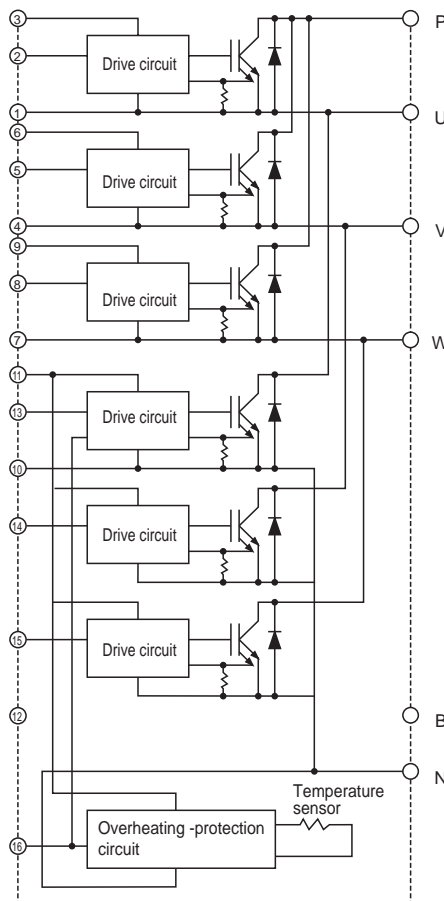 3
P
2
Drive circuit
1
U
6
5
Drive circuit
4
V
9
8
Drive circuit
7
W
11
13
Drive circuit
10
14
Drive circuit
15
Drive circuit
12
B
N
Temperature
sensor
16
Overheating -protection
circuit